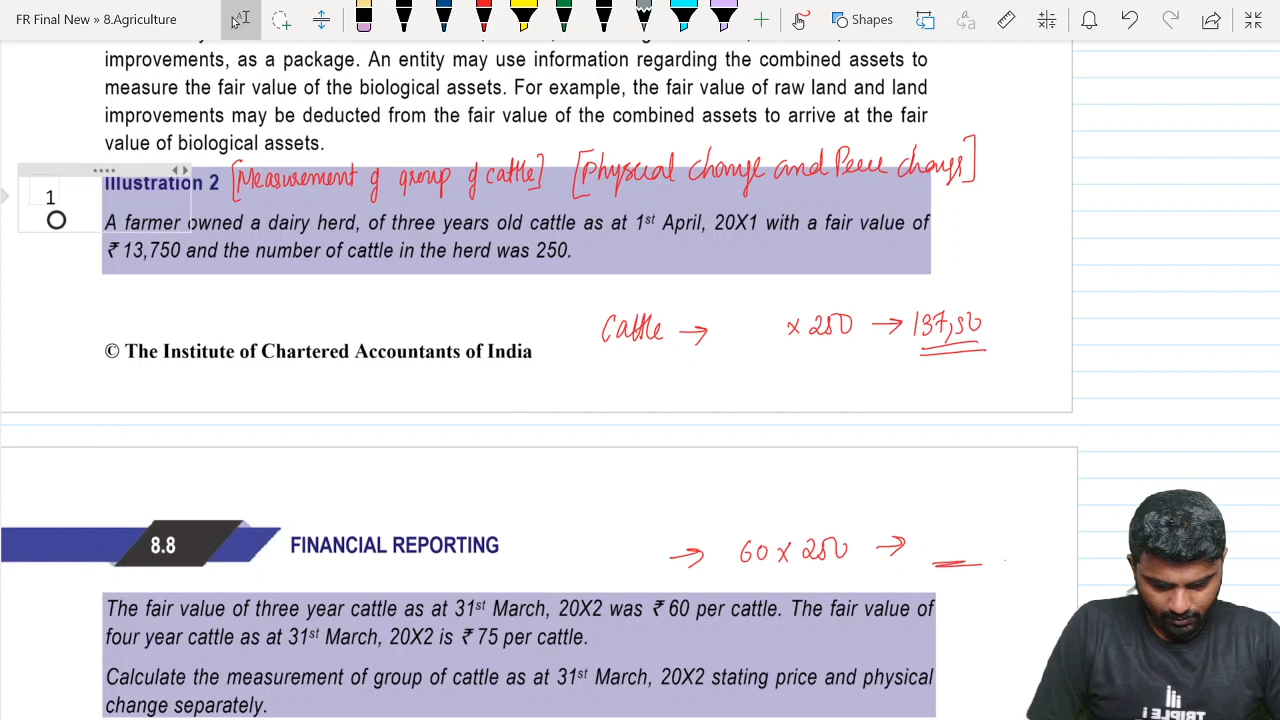 FR Final New » 8.Agriculture
Shapes
improvements, as a package. An entity may use information regarding the combined assets to
measure the fair value of the biological assets. For example, the fair value of raw land and land
improvements may be deducted from the fair value of the combined assets to arrive at the fair
value of biological assets.
Illustration 2 [Measurement of group of cattle] [Physical change and Price change]
1
A farmer owned a dairy herd, of three years old cattle as at 1st April, 20X1 with a fair value of
₹ 13,750 and the number of cattle in the herd was 250.
Cattle → × 250 → 137,50
© The Institute of Chartered Accountants of India
→ 60 × 250 →
8.8 FINANCIAL REPORTING
The fair value of three year cattle as at 31st March, 20X2 was ₹ 60 per cattle. The fair value of
four year cattle as at 31st March, 20X2 is ₹ 75 per cattle.
Calculate the measurement of group of cattle as at 31st March, 20X2 stating price and physical
change separately.